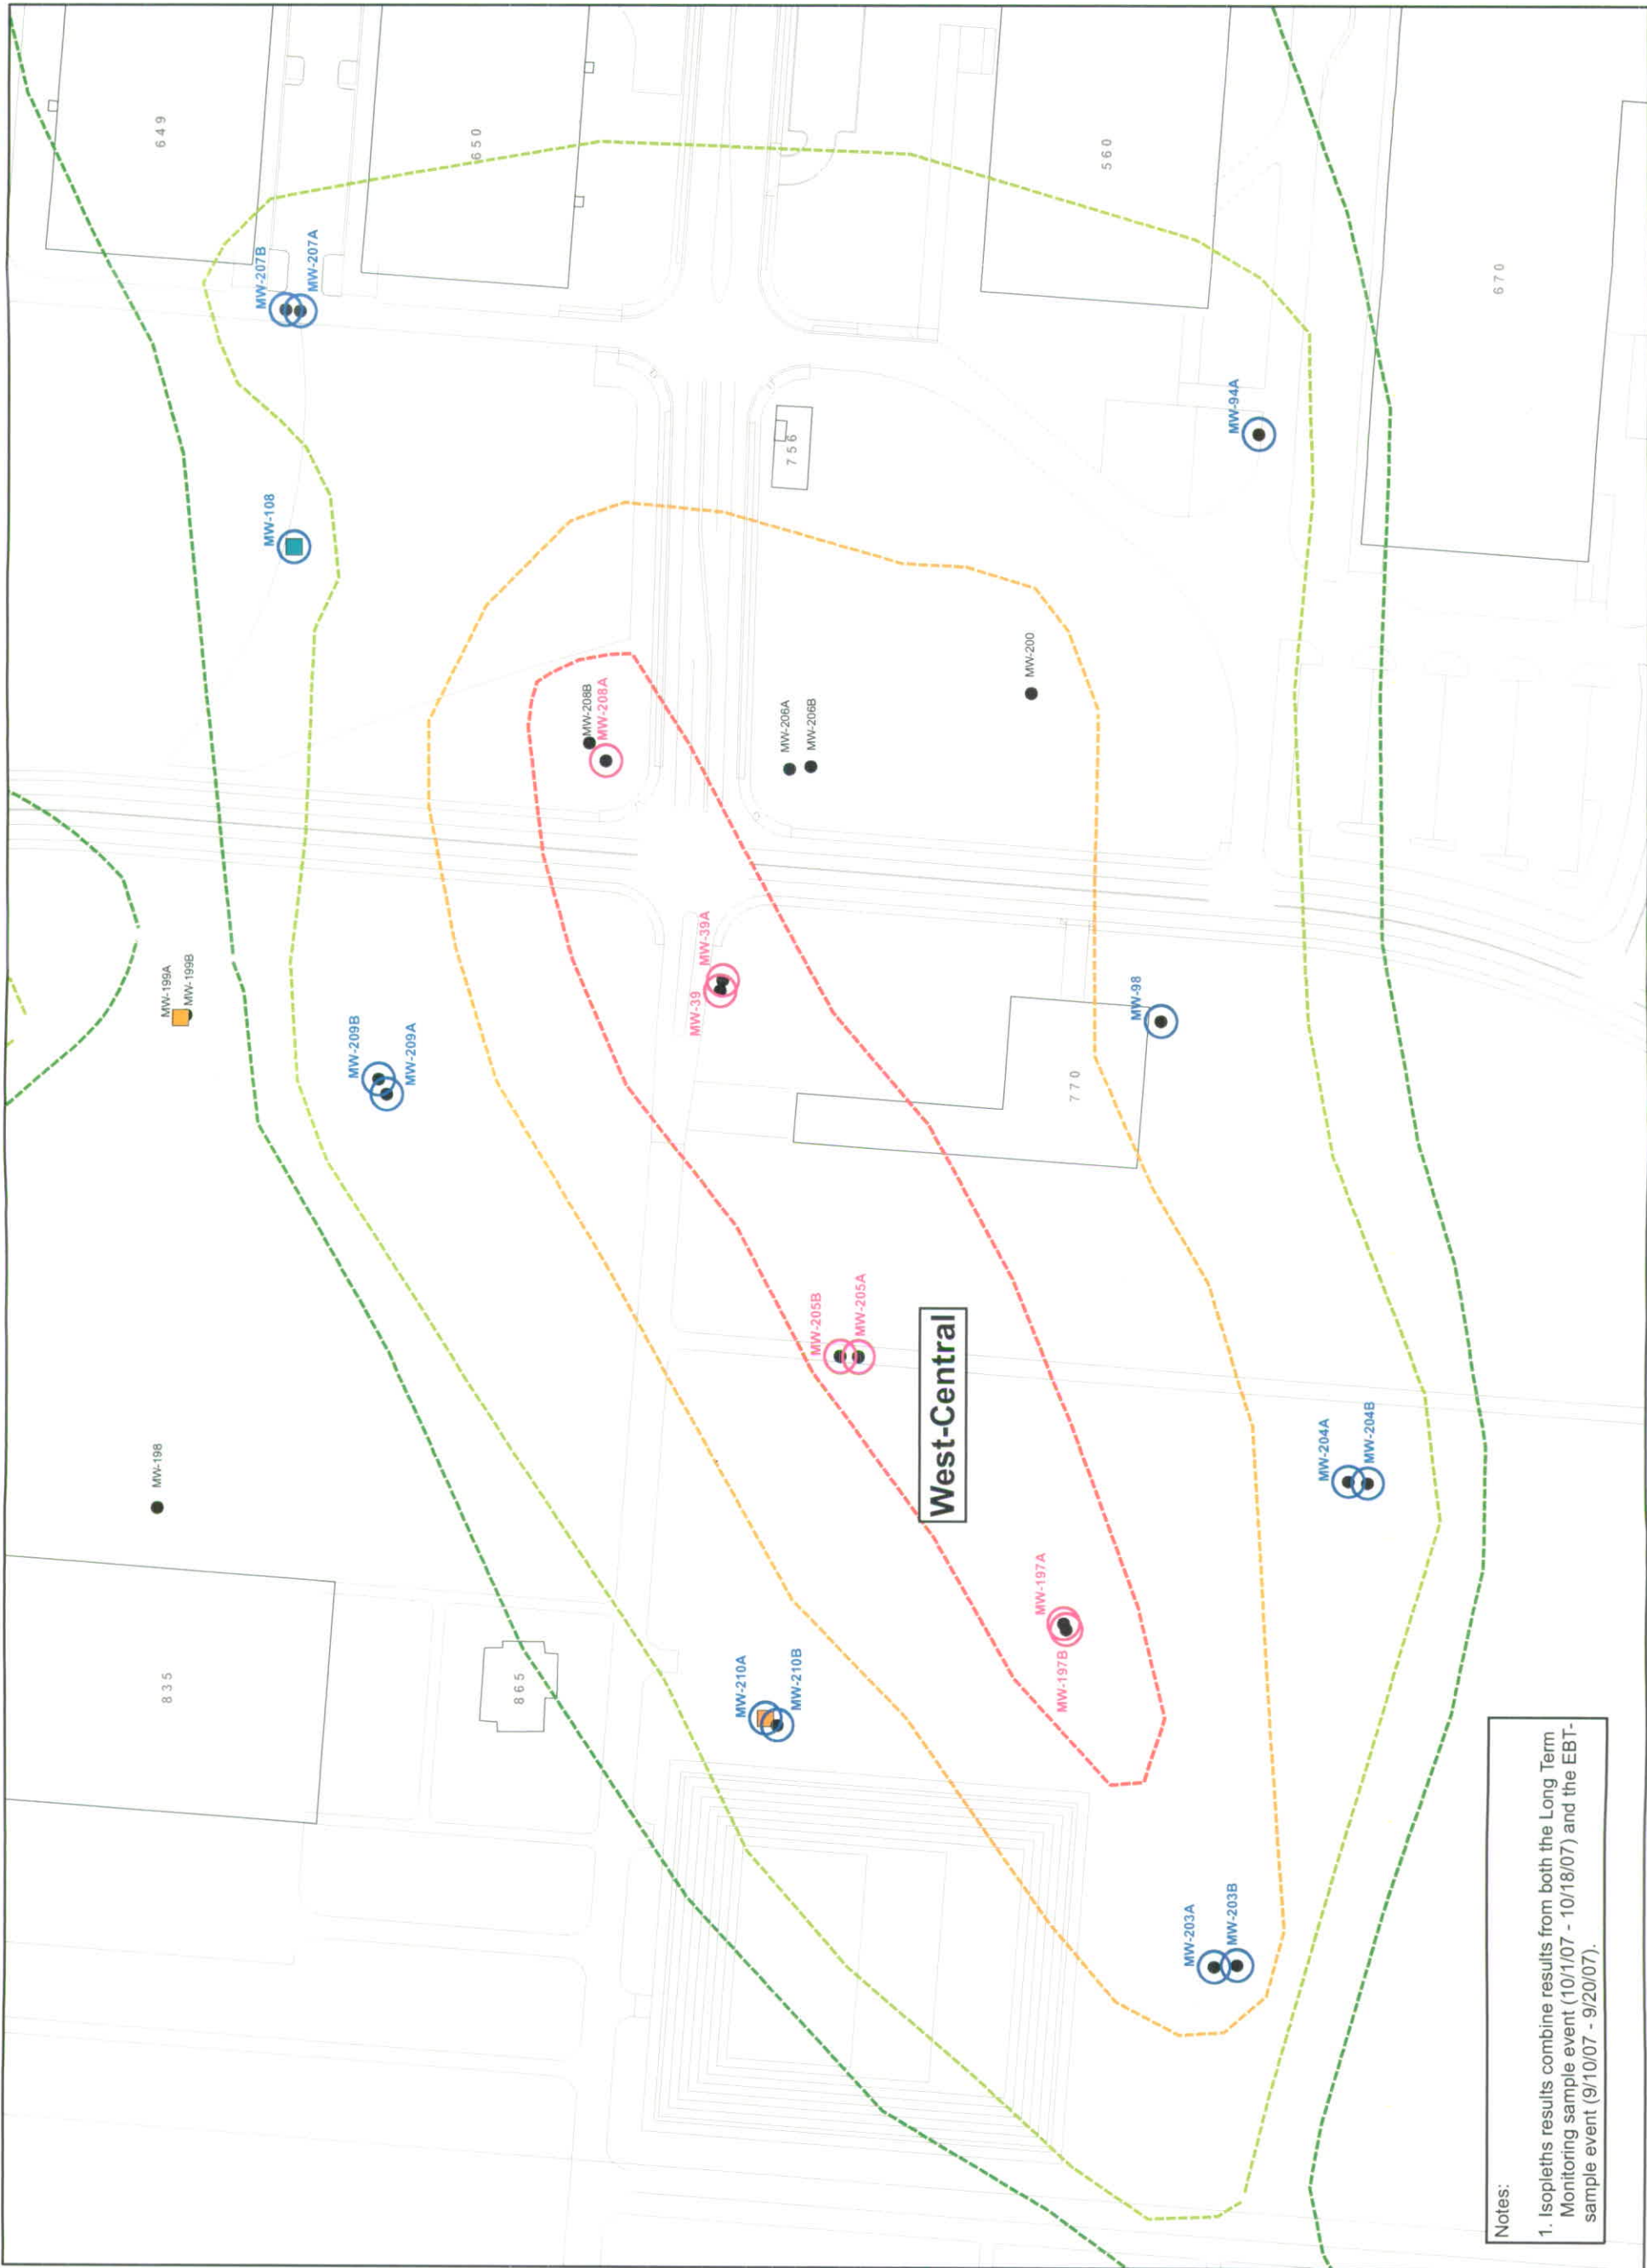 649
650
560
670
756
770
835
865
MW-207B
MW-207A
MW-108
MW-94A
MW-208B
MW-208A
MW-206A
MW-206B
MW-200
MW-199A
MW-199B
MW-39
MW-39A
MW-209B
MW-209A
MW-98
MW-205B
MW-205A
West-Central
MW-198
MW-204A
MW-204B
MW-197A
MW-197B
MW-210A
MW-210B
MW-203A
MW-203B
Notes:
1. Isopleths results combine results from both the Long Term
Monitoring sample event (10/1/07 - 10/18/07) and the EBT-
sample event (9/10/07 - 9/20/07).